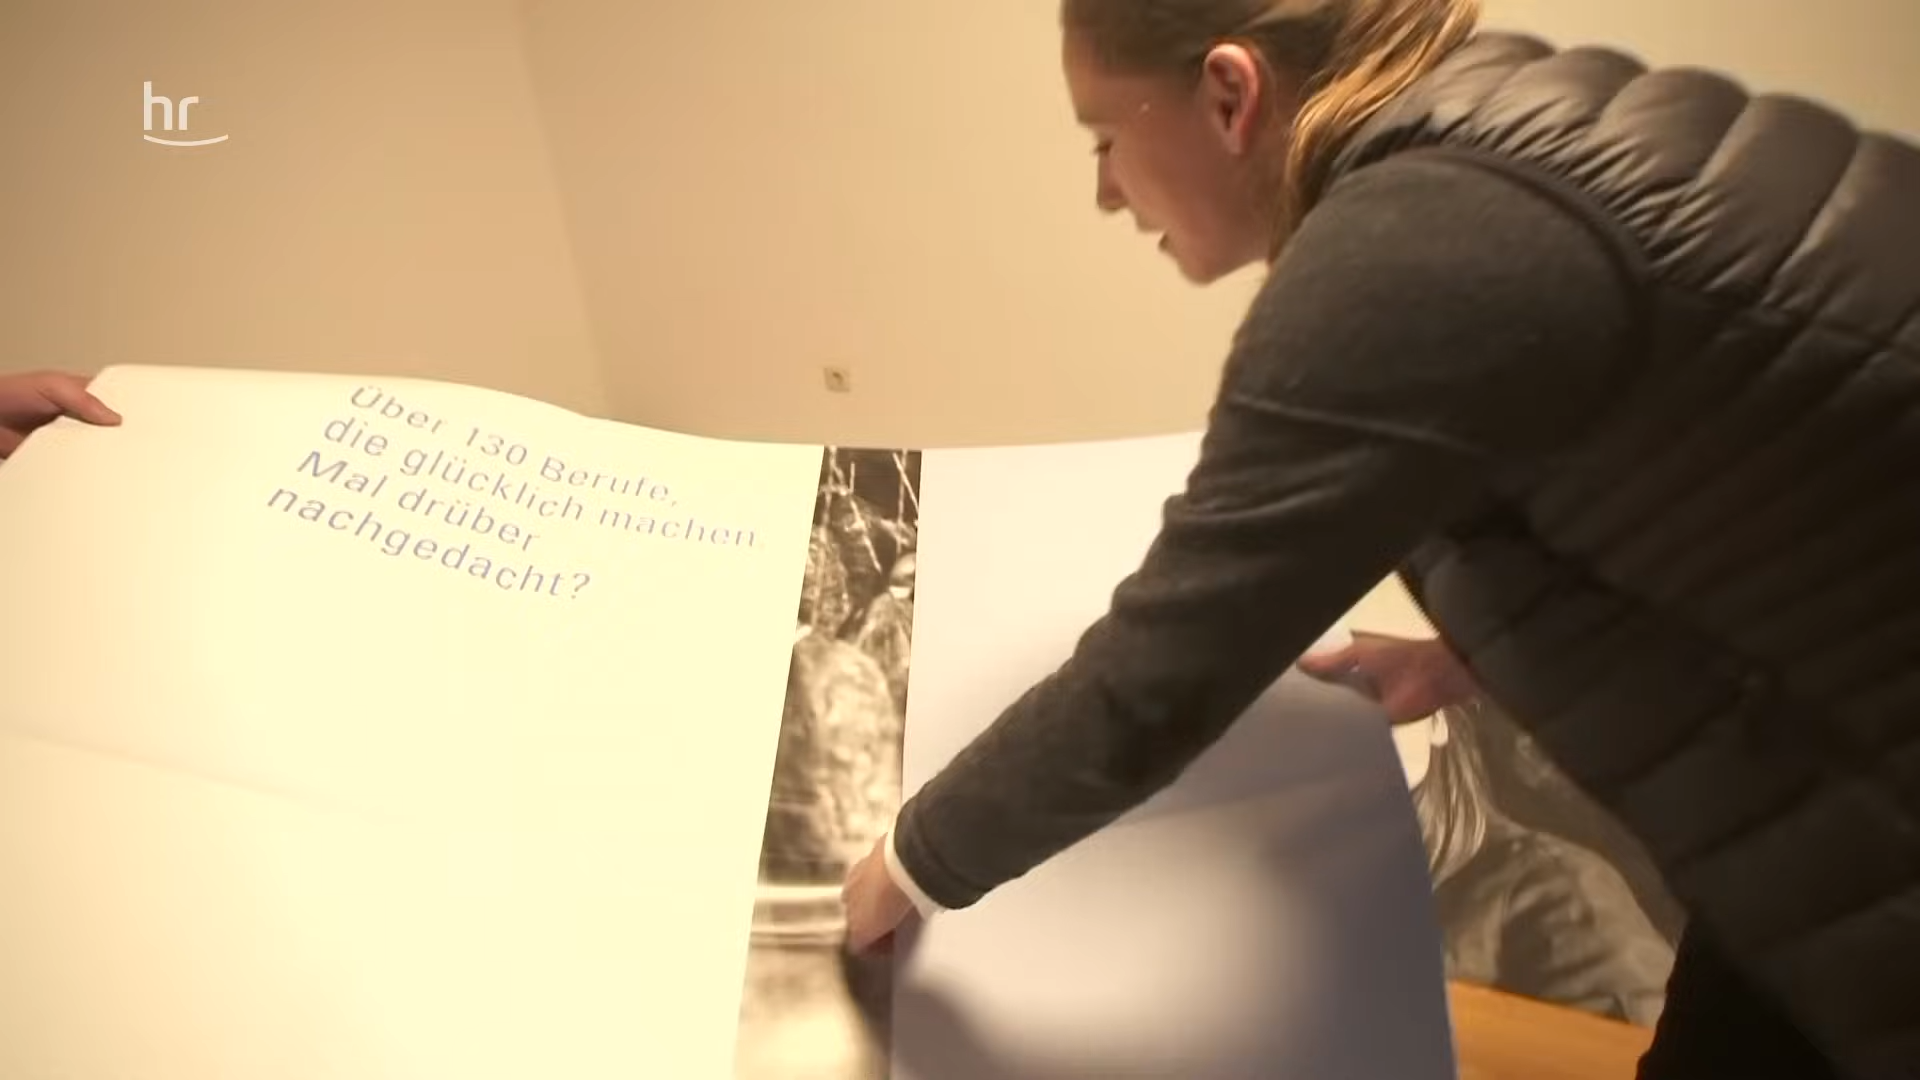 hr
Über 130 Berufe,
die glücklich machen.
Mal drüber
nachgedacht?